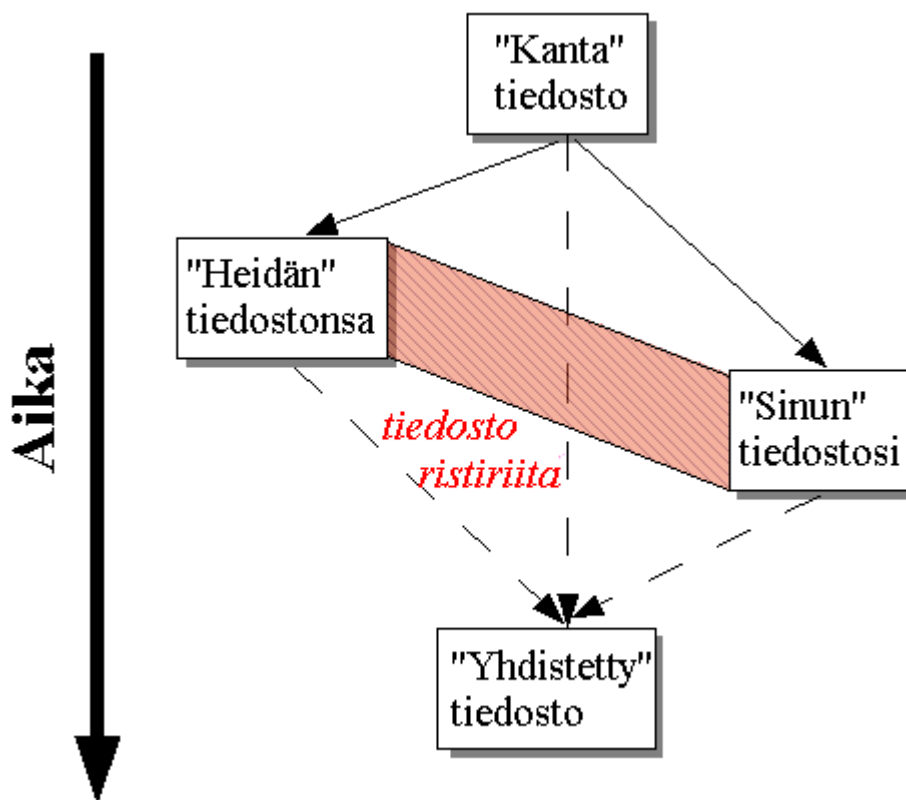 "Kanta"
tiedosto
"Heidän"
tiedostonsa
Aika
"Sinun"
tiedostosi
tiedosto
ristiriita
"Yhdistetty"
tiedosto